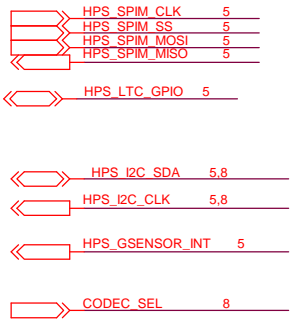 HPS_SPIM_CLK 5
HPS_SPIM_SS 5
HPS_SPIM_MOSI 5
HPS_SPIM_MISO 5
HPS_LTC_GPIO 5
HPS_I2C_SDA 5,8
HPS_I2C_CLK 5,8
HPS_GSENSOR_INT 5
CODEC_SEL 8